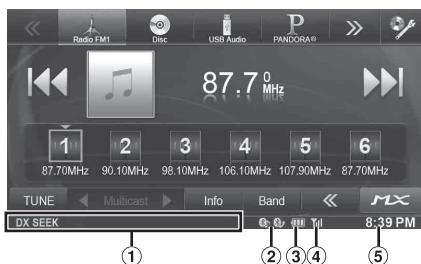 Radio FM1 Disc USB Audio PANDORA®
87.7 0 MHz
1 2 3 4 5 6
87.70MHz 90.10MHz 98.10MHz 106.10MHz 107.90MHz 87.70MHz
TUNE Multicast Info Band MX
DX SEEK 8:39 PM
1 2 3 4 5